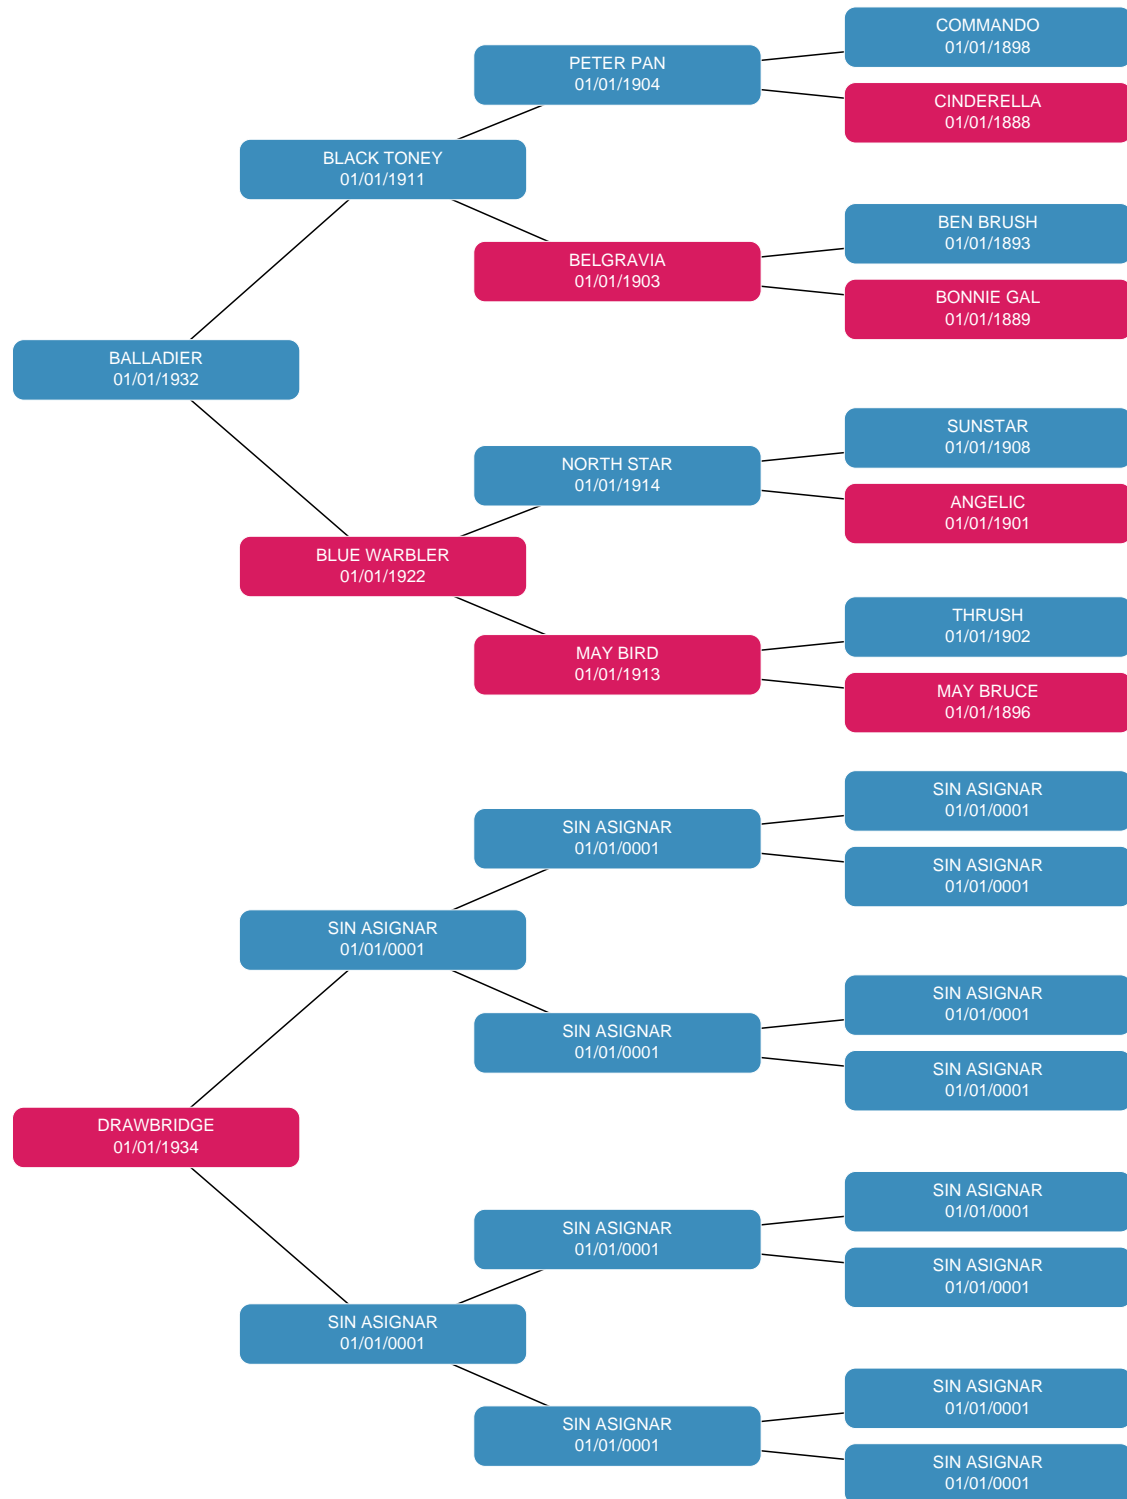 COMMANDO
01/01/1898
PETER PAN
01/01/1904
CINDERELLA
01/01/1888
BLACK TONEY
01/01/1911
BEN BRUSH
01/01/1893
BELGRAVIA
01/01/1903
BONNIE GAL
01/01/1889
BALLADIER
01/01/1932
SUNSTAR
01/01/1908
NORTH STAR
01/01/1914
ANGELIC
01/01/1901
BLUE WARBLER
01/01/1922
THRUSH
01/01/1902
MAY BIRD
01/01/1913
MAY BRUCE
01/01/1896
SIN ASIGNAR
01/01/0001
SIN ASIGNAR
01/01/0001
SIN ASIGNAR
01/01/0001
SIN ASIGNAR
01/01/0001
SIN ASIGNAR
01/01/0001
SIN ASIGNAR
01/01/0001
SIN ASIGNAR
01/01/0001
DRAWBRIDGE
01/01/1934
SIN ASIGNAR
01/01/0001
SIN ASIGNAR
01/01/0001
SIN ASIGNAR
01/01/0001
SIN ASIGNAR
01/01/0001
SIN ASIGNAR
01/01/0001
SIN ASIGNAR
01/01/0001
SIN ASIGNAR
01/01/0001